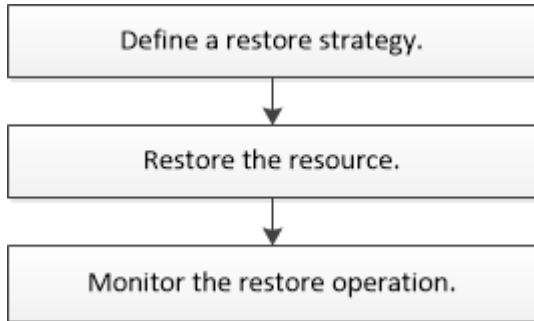 Define a restore strategy.
Restore the resource.
Monitor the restore operation.